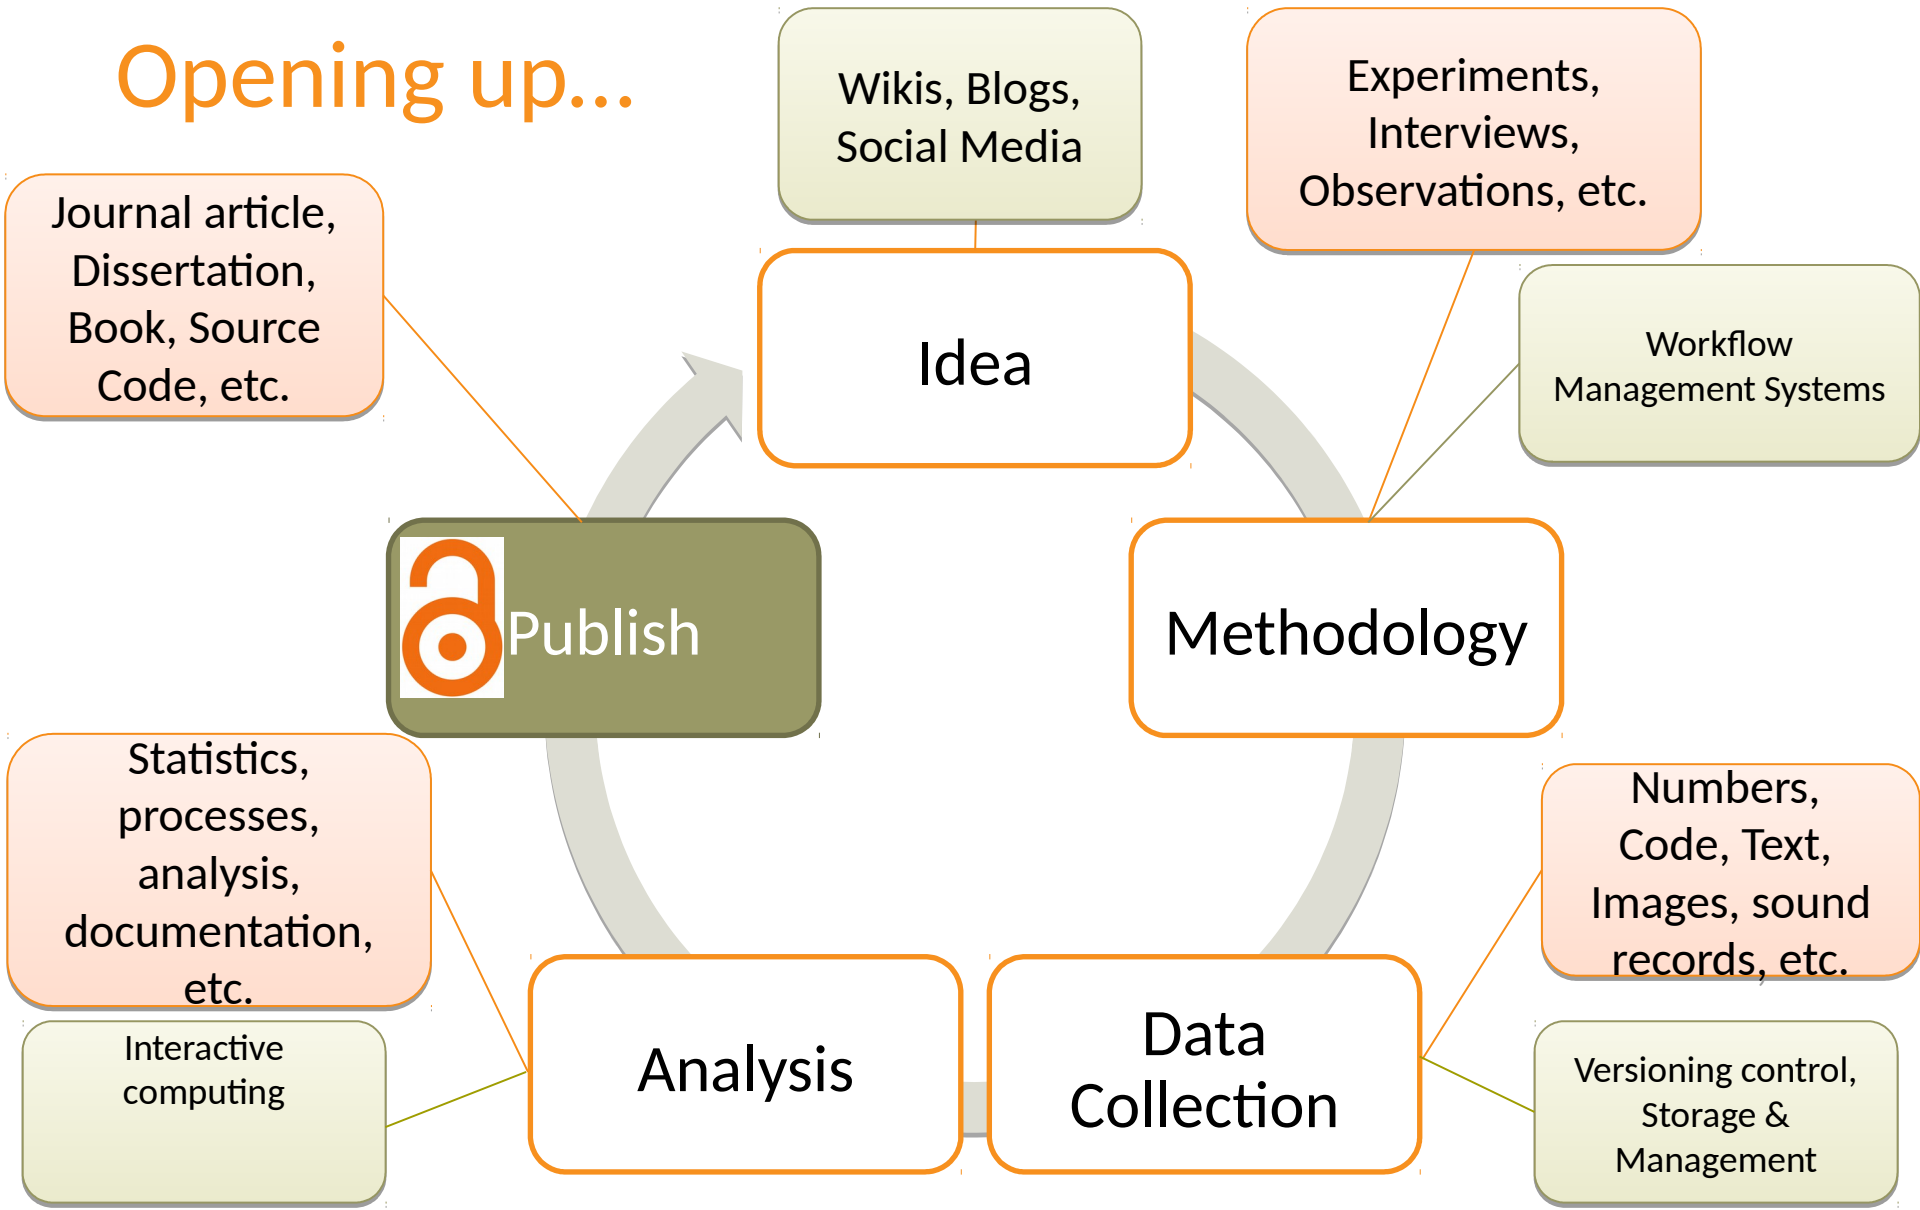 Opening up...
Wikis, Blogs,
Social Media
Experiments,
Interviews,
Observations, etc.
Journal article,
Dissertation,
Book, Source
Code, etc.
Idea
Workflow
Management Systems
Publish
Methodology
Statistics,
processes,
analysis,
documentation,
etc.
Numbers,
Code, Text,
Images, sound
records, etc.
Interactive
computing
Analysis
Data
Collection
Versioning control,
Storage &
Management